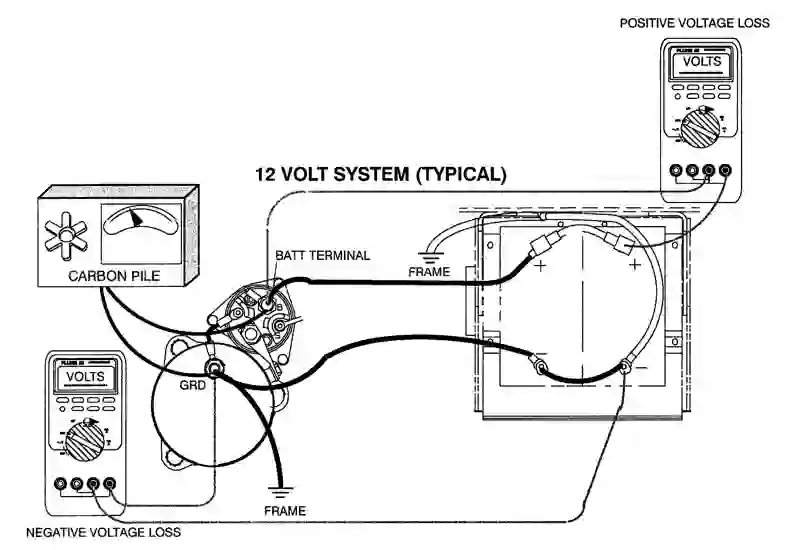 POSITIVE VOLTAGE LOSS
VOLTS
12 VOLT SYSTEM (TYPICAL)
BATT TERMINAL
FRAME
CARBON PILE
+ +
- -
VOLTS
GRD
FRAME
NEGATIVE VOLTAGE LOSS